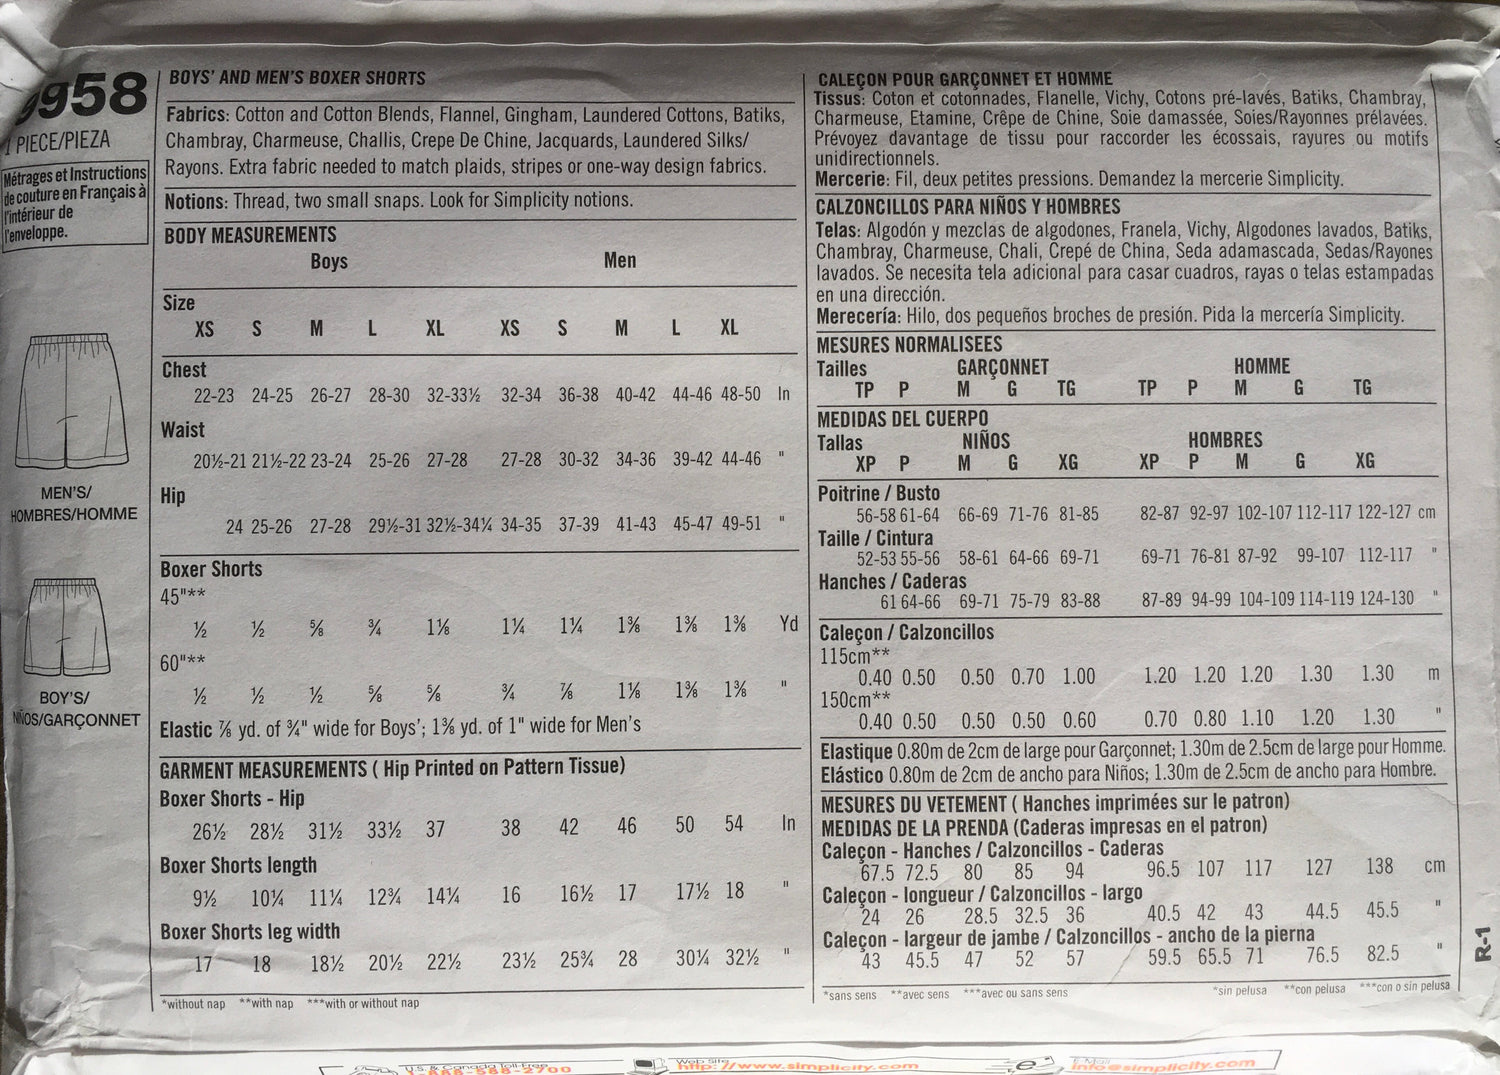 9958
1 PIECE/PIEZA
Métrages et Instructions
de couture en Français à
l'intérieur de
l'enveloppe.
MEN'S/
HOMBRES/HOMME
BOY'S/
NIÑOS/GARÇONNET
BOYS' AND MEN'S BOXER SHORTS
Fabrics: Cotton and Cotton Blends, Flannel, Gingham, Laundered Cottons, Batiks,
Chambray, Charmeuse, Challis, Crepe De Chine, Jacquards, Laundered Silks/
Rayons. Extra fabric needed to match plaids, stripes or one-way design fabrics.
Notions: Thread, two small snaps. Look for Simplicity notions.
BODY MEASUREMENTS
Boys Men
Size
XS S M L XL XS S M L XL
Chest
22-23 24-25 26-27 28-30 32-33½ 32-34 36-38 40-42 44-46 48-50 In
Waist
20½-21 21½-22 23-24 25-26 27-28 27-28 30-32 34-36 39-42 44-46 "
Hip
24 25-26 27-28 29½-31 32½-34¼ 34-35 37-39 41-43 45-47 49-51 "
Boxer Shorts
45"**
½ ½ ⅝ ¾ 1⅛ 1¼ 1¼ 1⅜ 1⅜ 1⅜ Yd
60"**
½ ½ ½ ⅝ ⅝ ¾ ⅞ 1⅛ 1⅜ 1⅜ "
Elastic ⅞ yd. of ¾" wide for Boys'; 1⅜ yd. of 1" wide for Men's
GARMENT MEASUREMENTS ( Hip Printed on Pattern Tissue)
Boxer Shorts - Hip
26½ 28½ 31½ 33½ 37 38 42 46 50 54 In
Boxer Shorts length
9½ 10¼ 11¼ 12¾ 14¼ 16 16½ 17 17½ 18 "
Boxer Shorts leg width
17 18 18½ 20½ 22½ 23½ 25¾ 28 30¼ 32½ "
*without nap **with nap ***with or without nap
CALEÇON POUR GARÇONNET ET HOMME
Tissus: Coton et cotonnades, Flanelle, Vichy, Cotons pré-lavés, Batiks, Chambray,
Charmeuse, Etamine, Crêpe de Chine, Soie damassée, Soies/Rayonnes prélavées.
Prévoyez davantage de tissu pour raccorder les écossais, rayures ou motifs
unidirectionnels.
Mercerie: Fil, deux petites pressions. Demandez la mercerie Simplicity.
CALZONCILLOS PARA NIÑOS Y HOMBRES
Telas: Algodón y mezclas de algodones, Franela, Vichy, Algodones lavados, Batiks,
Chambray, Charmeuse, Chali, Crepé de China, Seda adamascada, Sedas/Rayones
lavados. Se necesita tela adicional para casar cuadros, rayas o telas estampadas
en una dirección.
Merecería: Hilo, dos pequeños broches de presión. Pida la mercería Simplicity.
MESURES NORMALISEES
Tailles GARÇONNET HOMME
TP P M G TG TP P M G TG
MEDIDAS DEL CUERPO
Tallas NIÑOS HOMBRES
XP P M G XG XP P M G XG
Poitrine / Busto
56-58 61-64 66-69 71-76 81-85 82-87 92-97 102-107 112-117 122-127 cm
Taille / Cintura
52-53 55-56 58-61 64-66 69-71 69-71 76-81 87-92 99-107 112-117 "
Hanches / Caderas
61 64-66 69-71 75-79 83-88 87-89 94-99 104-109 114-119 124-130 "
Caleçon / Calzoncillos
115cm**
0.40 0.50 0.50 0.70 1.00 1.20 1.20 1.20 1.30 1.30 m
150cm**
0.40 0.50 0.50 0.50 0.60 0.70 0.80 1.10 1.20 1.30 "
Elastique 0.80m de 2cm de large pour Garçonnet; 1.30m de 2.5cm de large pour Homme.
Elástico 0.80m de 2cm de ancho para Niños; 1.30m de 2.5cm de ancho para Hombre.
MESURES DU VETEMENT ( Hanches imprimées sur le patron)
MEDIDAS DE LA PRENDA (Caderas impresas en el patron)
Caleçon - Hanches / Calzoncillos - Caderas
67.5 72.5 80 85 94 96.5 107 117 127 138 cm
Caleçon - longueur / Calzoncillos - largo
24 26 28.5 32.5 36 40.5 42 43 44.5 45.5 "
Caleçon - largeur de jambe / Calzoncillos - ancho de la pierna
43 45.5 47 52 57 59.5 65.5 71 76.5 82.5 "
*sans sens **avec sens ***avec ou sans sens *sin pelusa **con pelusa ***con o sin pelusa
R-1
U.S. & Canada Toll-Free
1-888-588-2700
Web Site
http://www.simplicity.com
E-Mail
info@simplicity.com